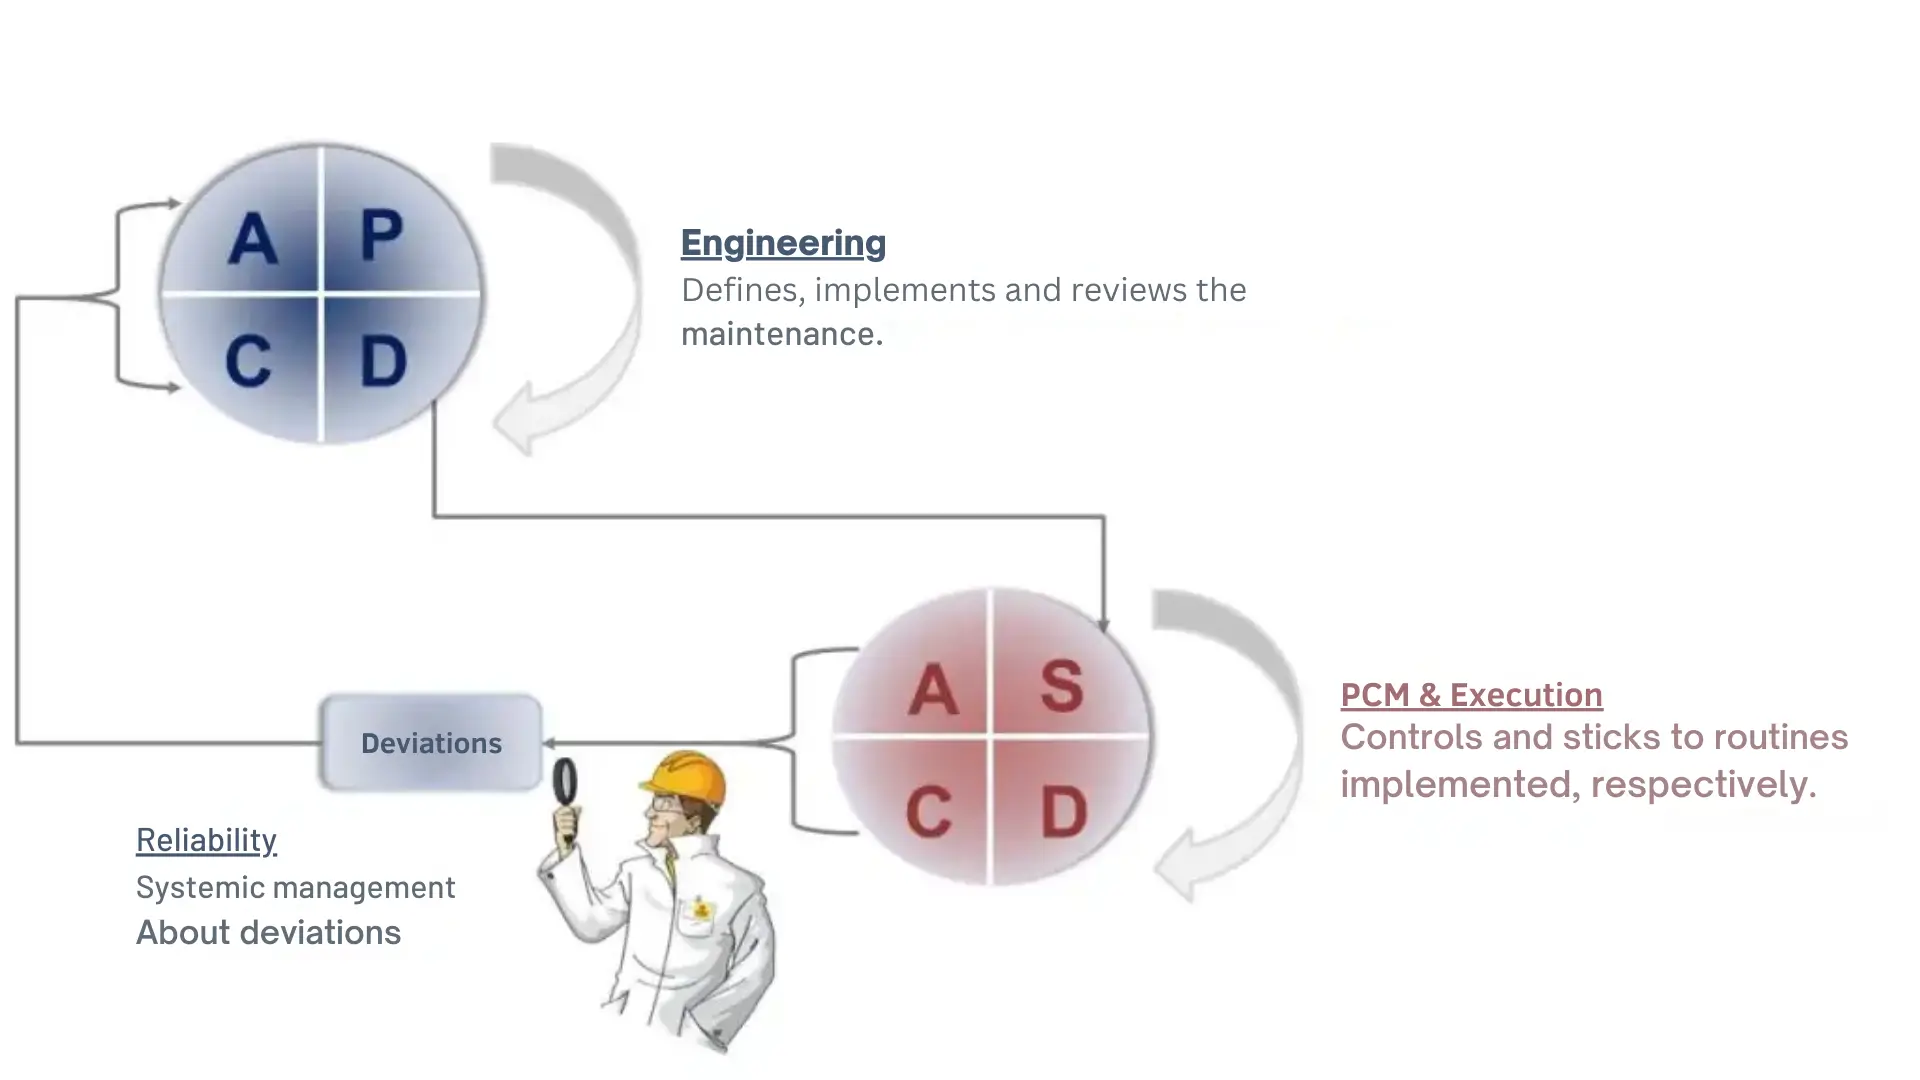 A P
C D
Engineering
Defines, implements and reviews the
maintenance.
A S
C D
PCM & Execution
Controls and sticks to routines
implemented, respectively.
Deviations
Reliability
Systemic management
About deviations